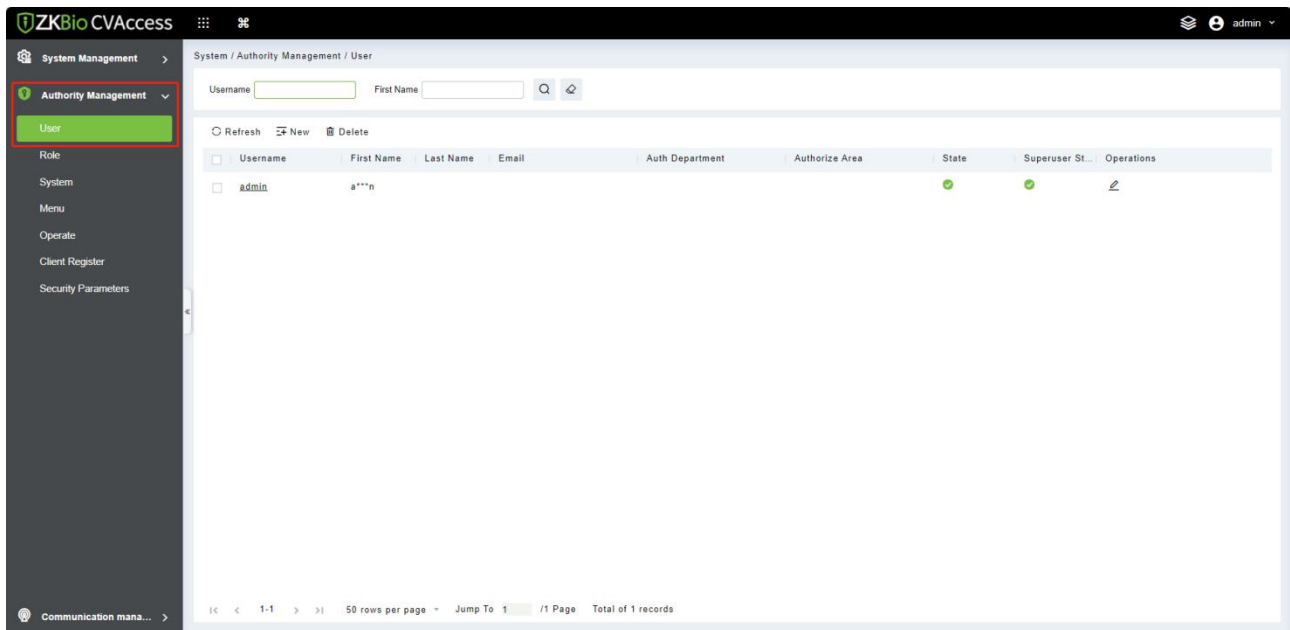 ZKBio CVAccess
admin
System Management
Authority Management
User
Role
System
Menu
Operate
Client Register
Security Parameters
Communication mana...
System / Authority Management / User
Username First Name
Refresh New Delete
Username First Name Last Name Email Auth Department Authorize Area State Superuser St... Operations
admin a***n
1-1 50 rows per page Jump To 1 /1 Page Total of 1 records